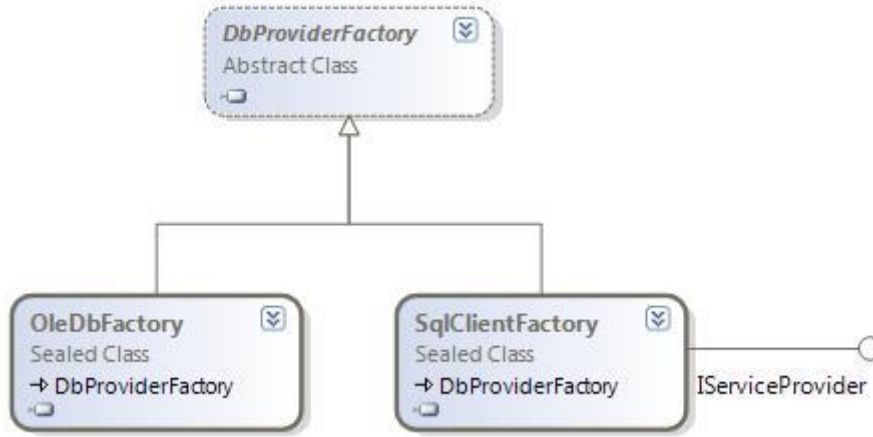 DbProviderFactory
Abstract Class
OleDbFactory
Sealed Class
DbProviderFactory
SqlClientFactory
Sealed Class
DbProviderFactory
IServiceProvider